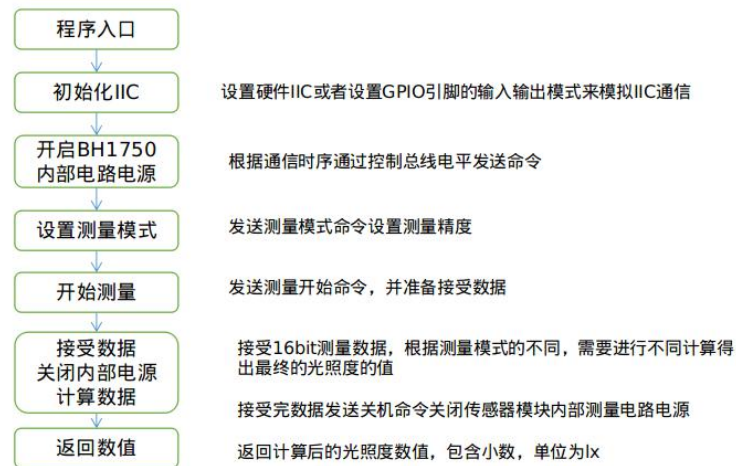 程序入口
初始化IIC
设置硬件IIC或者设置GPIO引脚的输入输出模式来模拟IIC通信
开启BH1750
内部电路电源
根据通信时序通过控制总线电平发送命令
设置测量模式
发送测量模式命令设置测量精度
开始测量
发送测量开始命令，并准备接受数据
接受数据
关闭内部电源
计算数据
接受16bit测量数据，根据测量模式的不同，需要进行不同计算得
出最终的光照度的值
接受完数据发送关机命令关闭传感器模块内部测量电路电源
返回数值
返回计算后的光照度数值，包含小数，单位为lx